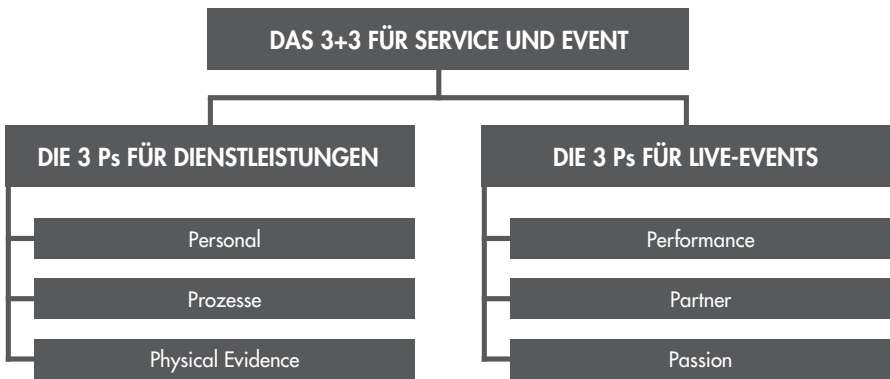 DAS 3+3 FÜR SERVICE UND EVENT
DIE 3 Ps FÜR DIENSTLEISTUNGEN
Personal
Prozesse
Physical Evidence
DIE 3 Ps FÜR LIVE-EVENTS
Performance
Partner
Passion